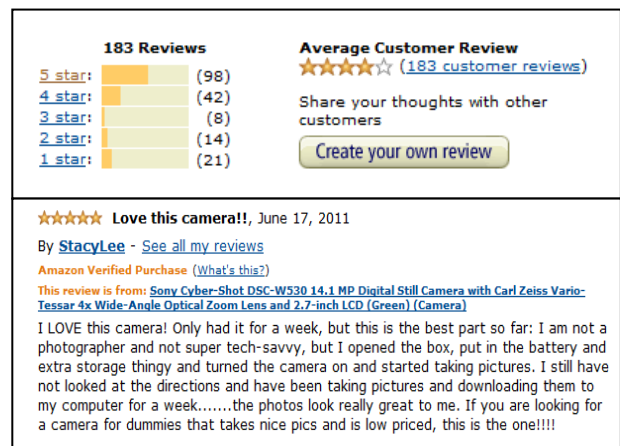 183 Reviews
5 star: (98)
4 star: (42)
3 star: (8)
2 star: (14)
1 star: (21)
Average Customer Review
(183 customer reviews)
Share your thoughts with other
customers
Create your own review
Love this camera!!, June 17, 2011
By StacyLee - See all my reviews
Amazon Verified Purchase (What's this?)
This review is from: Sony Cyber-Shot DSC-W530 14.1 MP Digital Still Camera with Carl Zeiss Vario-
Tessar 4x Wide-Angle Optical Zoom Lens and 2.7-inch LCD (Green) (Camera)
I LOVE this camera! Only had it for a week, but this is the best part so far: I am not a
photographer and not super tech-savvy, but I opened the box, put in the battery and
extra storage thingy and turned the camera on and started taking pictures. I still have
not looked at the directions and have been taking pictures and downloading them to
my computer for a week.......the photos look really great to me. If you are looking for
a camera for dummies that takes nice pics and is low priced, this is the one!!!!